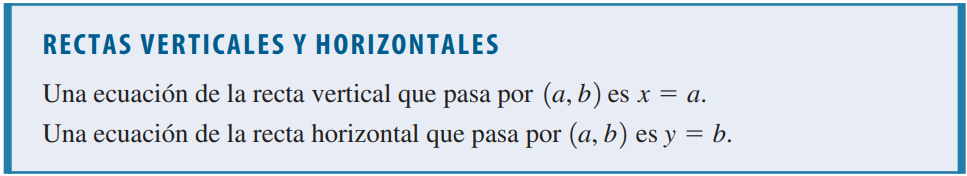 RECTAS VERTICALES Y HORIZONTALES
Una ecuación de la recta vertical que pasa por (a, b) es x = a.
Una ecuación de la recta horizontal que pasa por (a, b) es y = b.